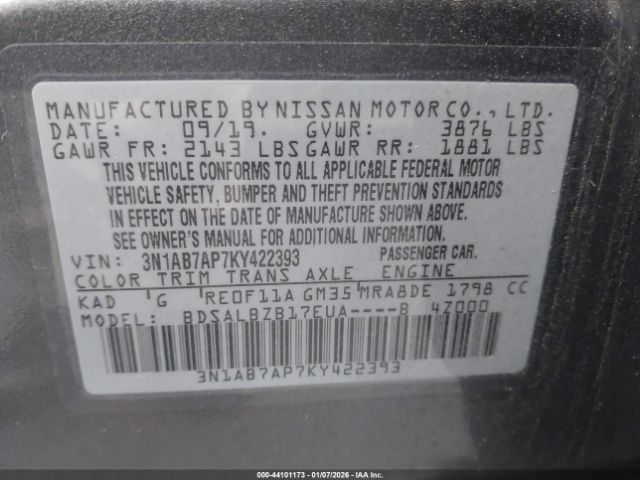 MANUFACTURED BY NISSAN MOTOR CO., LTD.
DATE: 09/19. GVWR: 3876 LBS
GAWR FR: 2143 LBS GAWR RR: 1881 LBS
THIS VEHICLE CONFORMS TO ALL APPLICABLE FEDERAL MOTOR
VEHICLE SAFETY, BUMPER AND THEFT PREVENTION STANDARDS
IN EFFECT ON THE DATE OF MANUFACTURE SHOWN ABOVE.
SEE OWNER'S MANUAL FOR ADDITIONAL INFORMATION.
VIN: 3N1AB7AP7KY422393 PASSENGER CAR.
COLOR TRIM TRANS AXLE ENGINE
KAD G RE0F11A GM35 MRA8DE 1798 CC
MODEL: BDSALBZB17EUA----B 4Z000
3N1AB7AP7KY422393
000-44101173 | 01/07/2026 | IAA Inc.